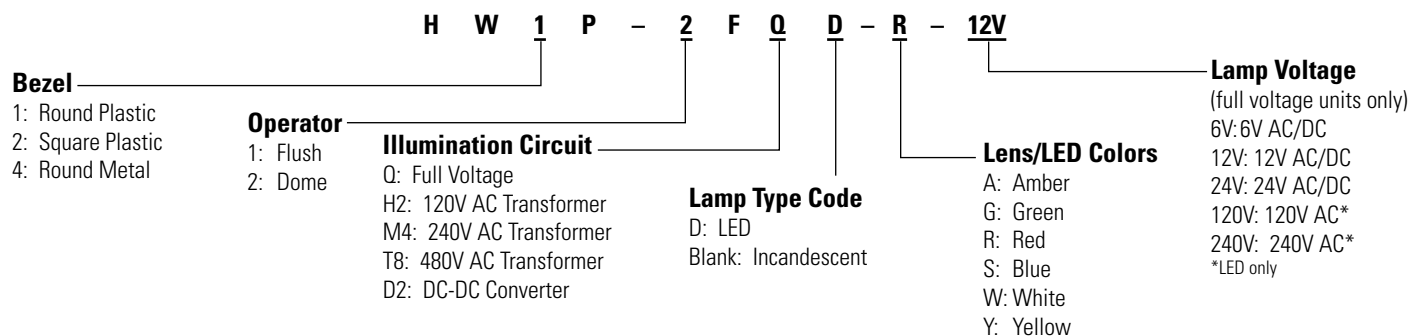 H W 1 P – 2 F Q D – R – 12V
Bezel
1: Round Plastic
2: Square Plastic
4: Round Metal
Operator
1: Flush
2: Dome
Illumination Circuit
Q: Full Voltage
H2: 120V AC Transformer
M4: 240V AC Transformer
T8: 480V AC Transformer
D2: DC-DC Converter
Lamp Type Code
D: LED
Blank: Incandescent
Lens/LED Colors
A: Amber
G: Green
R: Red
S: Blue
W: White
Y: Yellow
Lamp Voltage
(full voltage units only)
6V: 6V AC/DC
12V: 12V AC/DC
24V: 24V AC/DC
120V: 120V AC*
240V: 240V AC*
*LED only